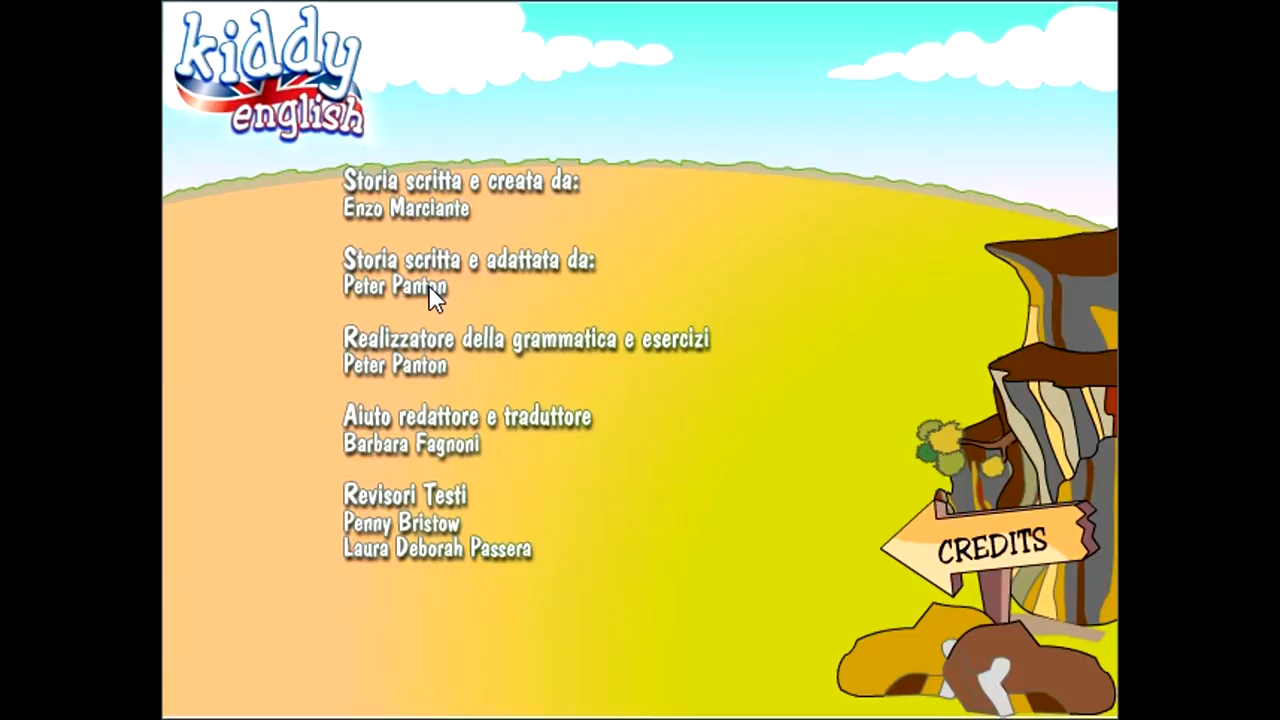 kiddy
english
Storia scritta e creata da:
Enzo Marciante
Storia scritta e adattata da:
Peter Panton
Realizzatore della grammatica e esercizi
Peter Panton
Aiuto redattore e traduttore
Barbara Fagnoni
Revisori Testi
Penny Bristow
Laura Deborah Passera
CREDITS